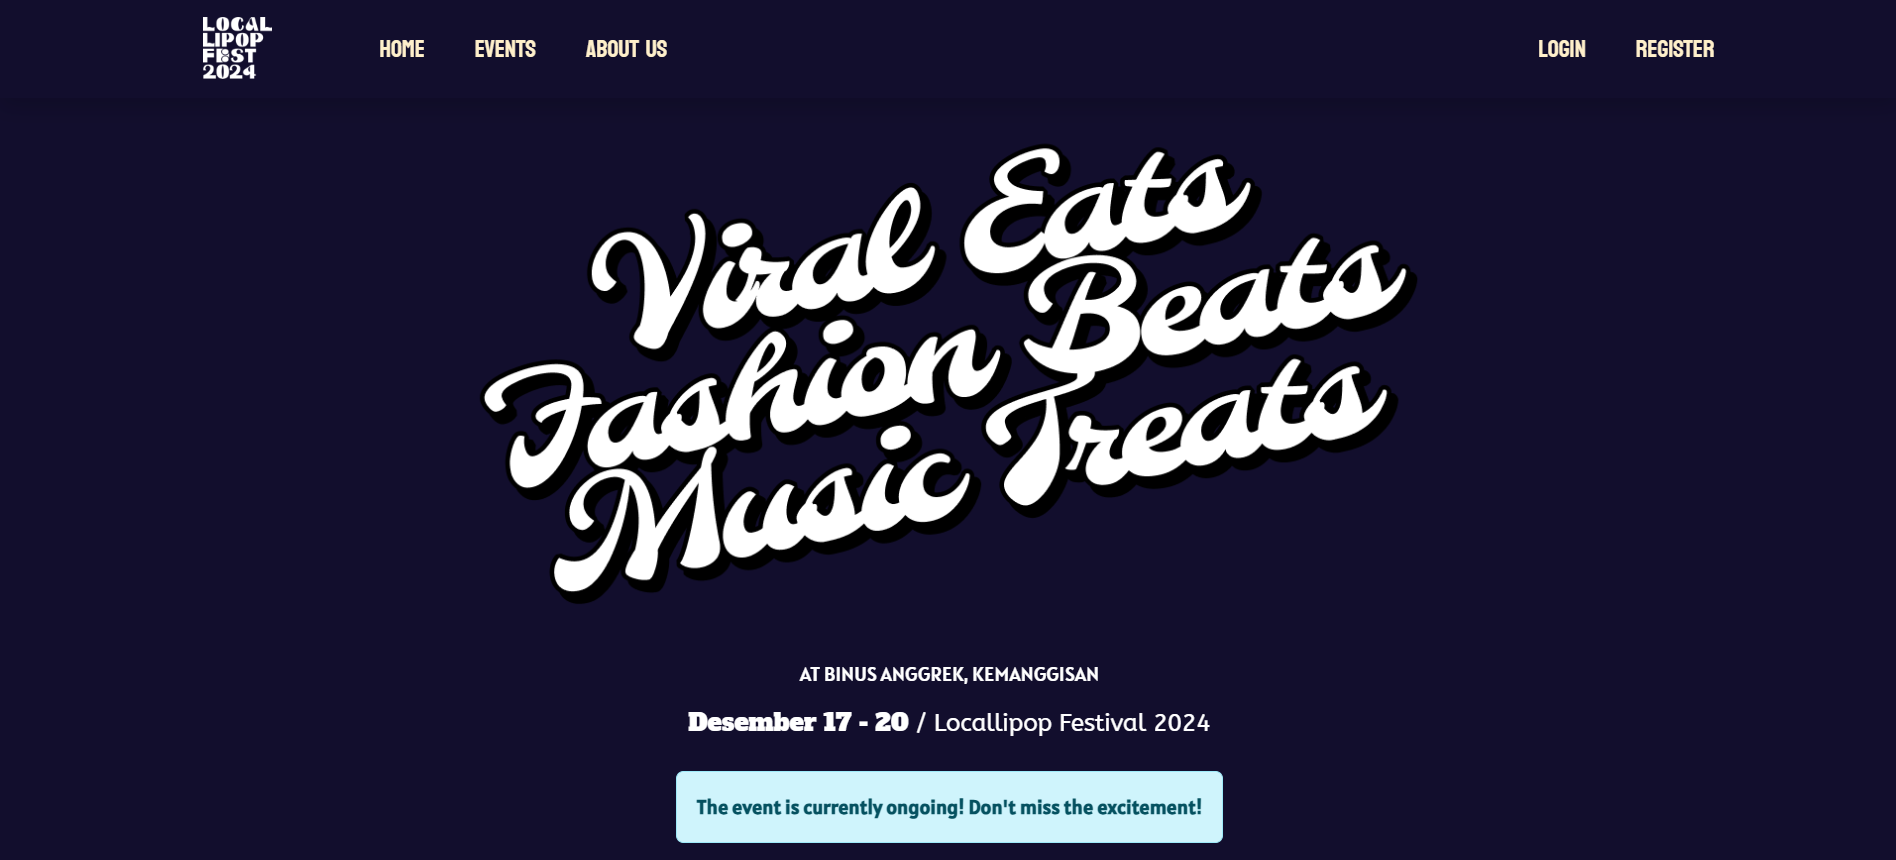 LOCAL
LIPOP
FEST
2024
HOME EVENTS ABOUT US LOGIN REGISTER
Viral Eats
Fashion Beats
Music Treats
AT BINUS ANGGREK, KEMANGGISAN
Desember 17 - 20 / Locallipop Festival 2024
The event is currently ongoing! Don't miss the excitement!